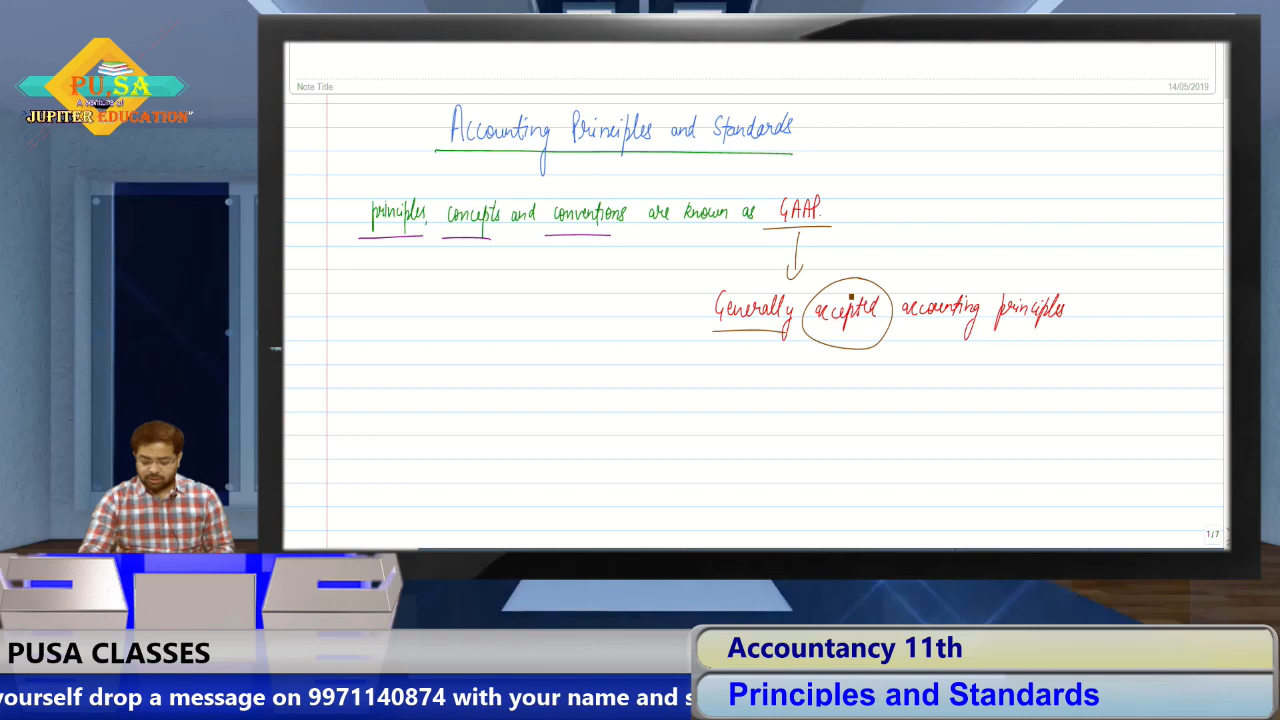 PU,SA
A venture of
JUPITER EDUCATION
Note Title
14/05/2019
Accounting Principles and Standards
principles, concepts and conventions are known as GAAP.
Generally accepted accounting principles
1/7
PUSA CLASSES
Accountancy 11th
yourself drop a message on 9971140874 with your name and s
Principles and Standards